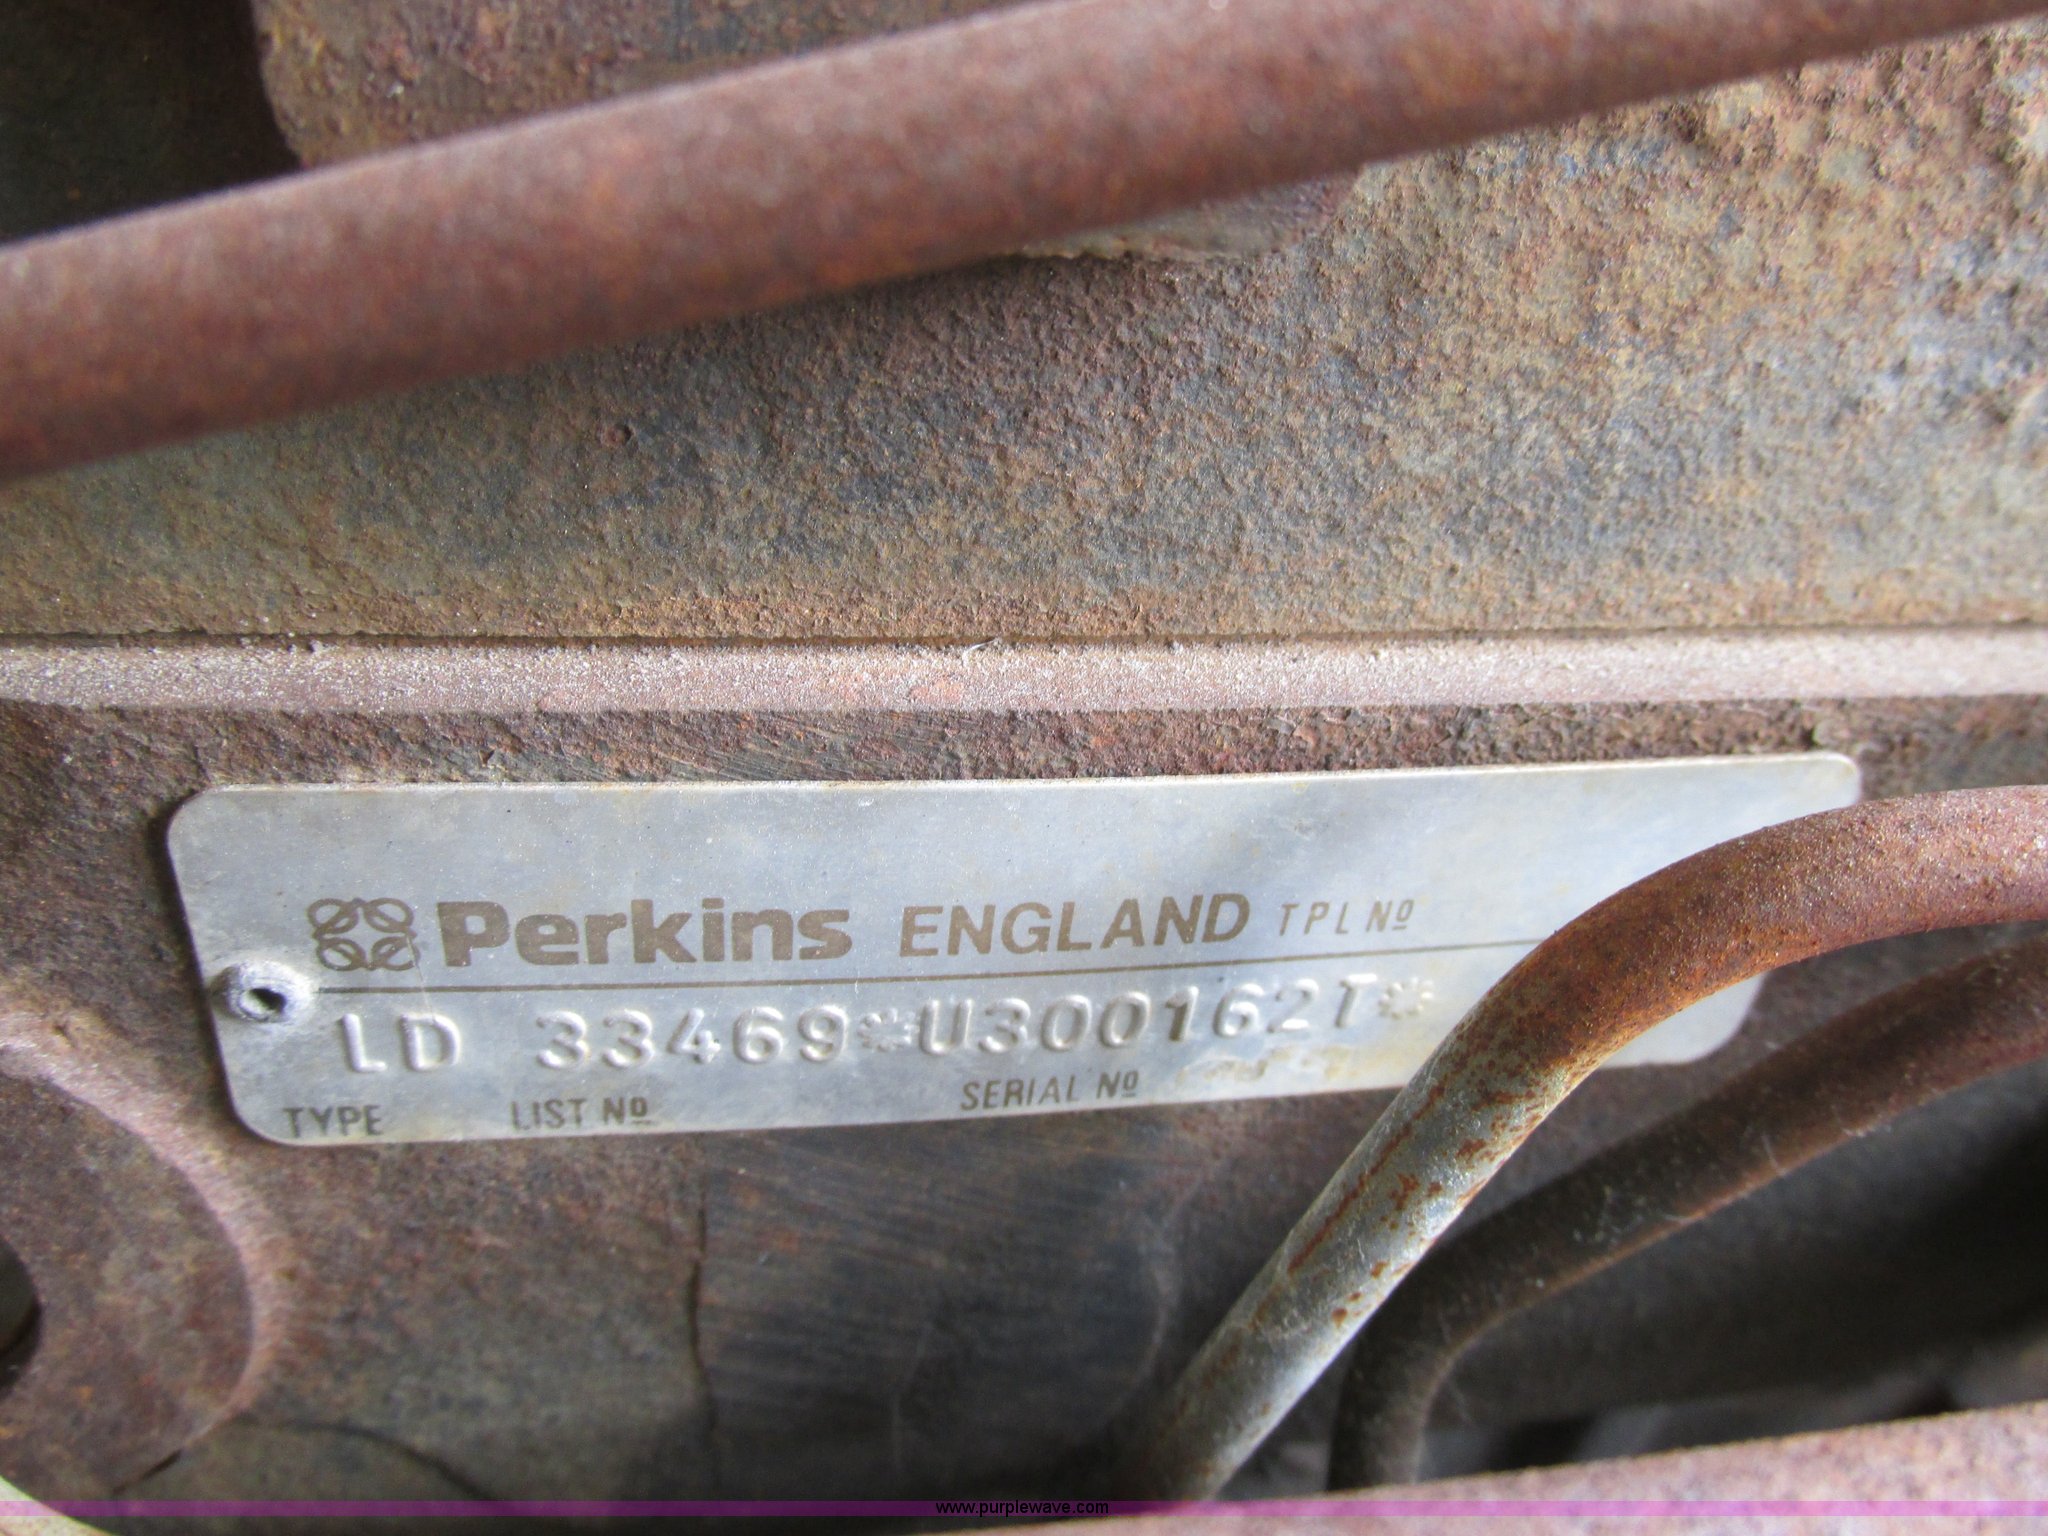 Perkins ENGLAND TPL Nº
LD 33469*U300162T*
TYPE LIST Nº SERIAL Nº
www.purplewave.com